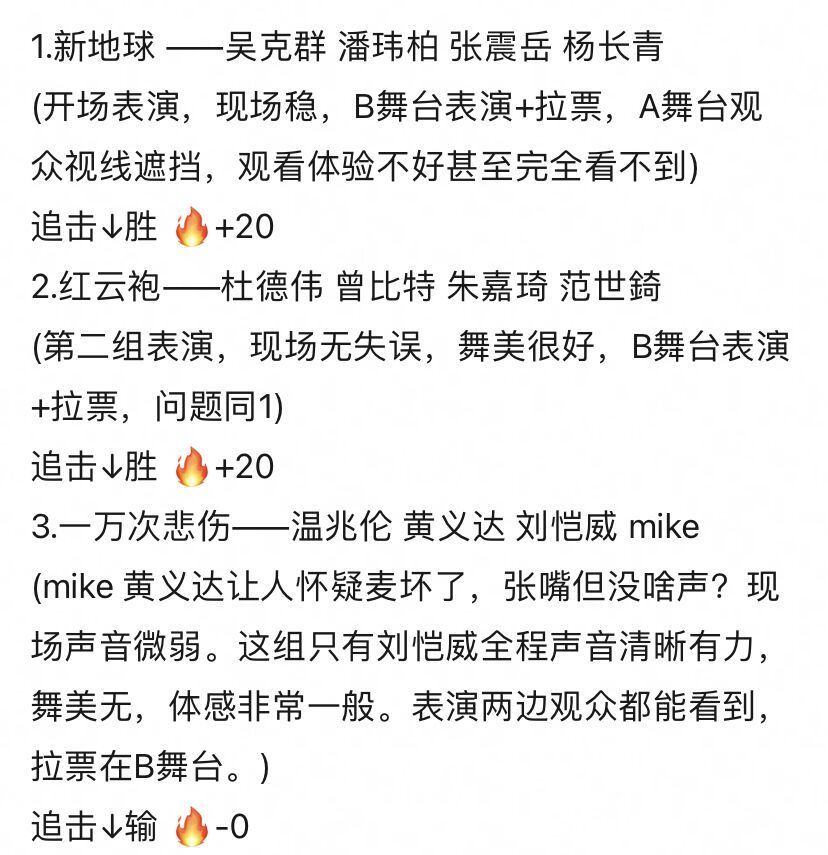 1.新地球 ——吴克群 潘玮柏 张震岳 杨长青
(开场表演，现场稳，B舞台表演+拉票，A舞台观
众视线遮挡，观看体验不好甚至完全看不到)
追击↓胜 🔥+20
2.红云袍——杜德伟 曾比特 朱嘉琦 范世錡
(第二组表演，现场无失误，舞美很好，B舞台表演
+拉票，问题同1)
追击↓胜 🔥+20
3.一万次悲伤——温兆伦 黄义达 刘恺威 mike
(mike 黄义达让人怀疑麦坏了，张嘴但没啥声？现
场声音微弱。这组只有刘恺威全程声音清晰有力，
舞美无，体感非常一般。表演两边观众都能看到，
拉票在B舞台。)
追击↓输 🔥-0